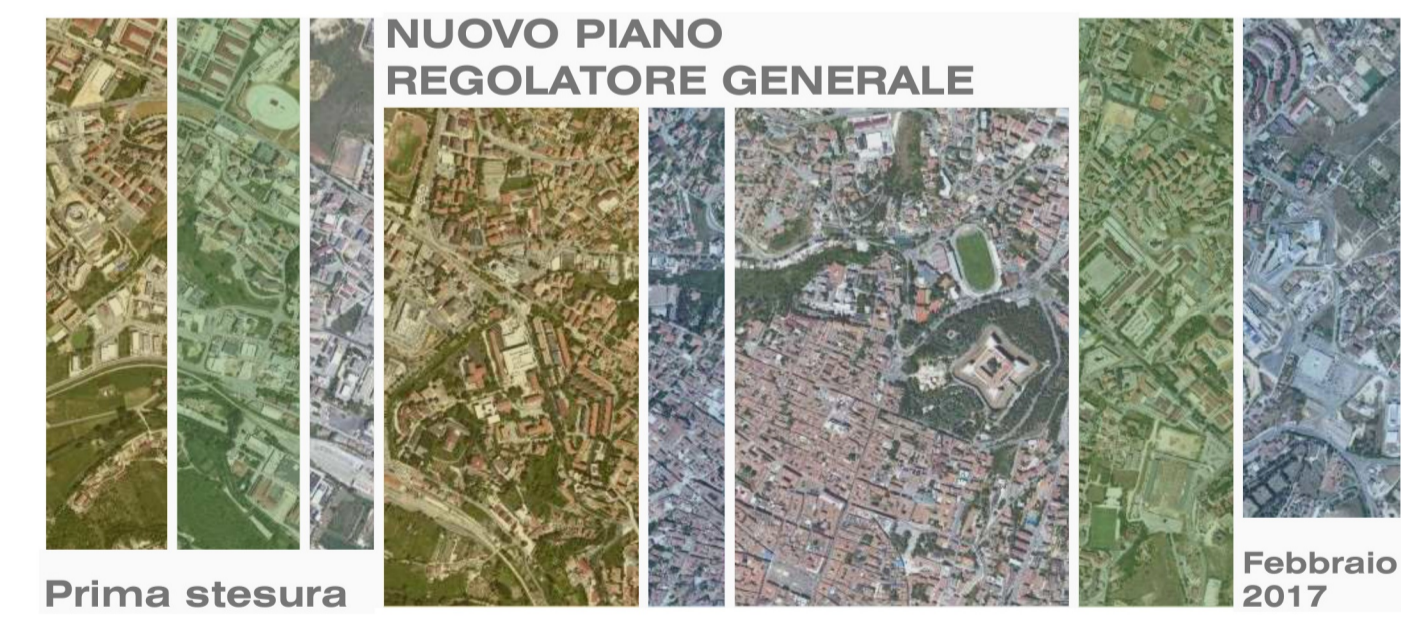 NUOVO PIANO
REGOLATORE GENERALE
Prima stesura
Febbraio
2017